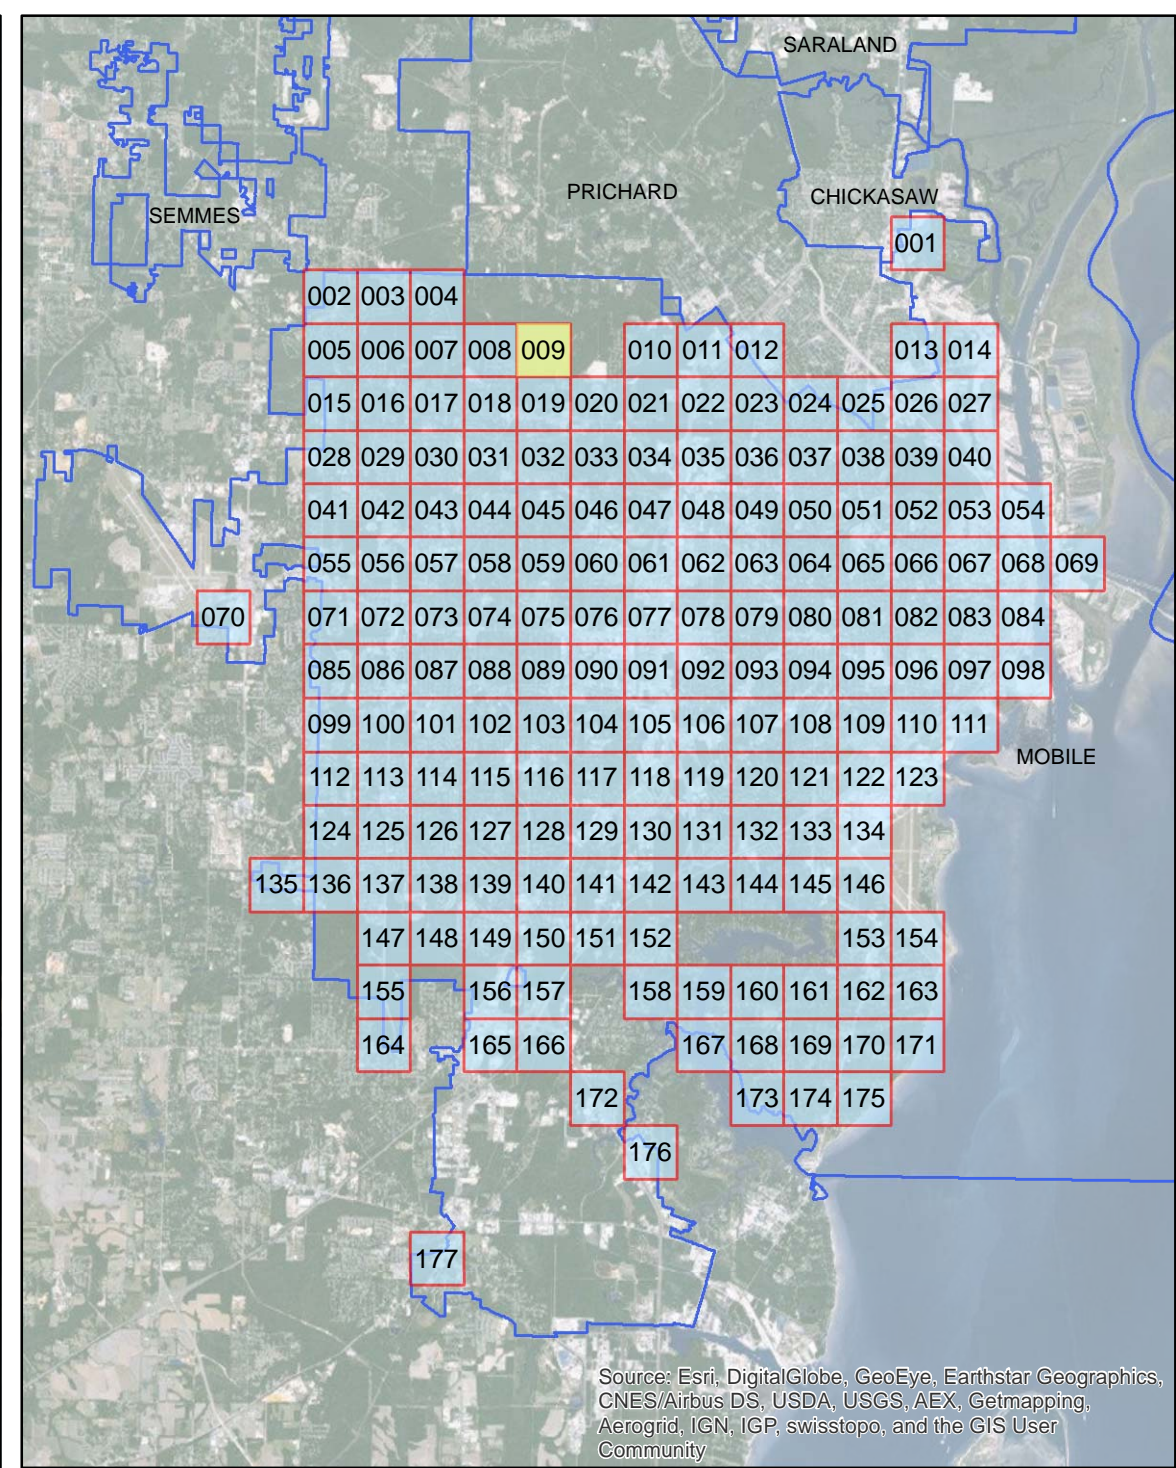 SARALAND
PRICHARD
CHICKASAW
SEMMES
001
002 003 004
005 006 007 008 009 010 011 012 013 014
015 016 017 018 019 020 021 022 023 024 025 026 027
028 029 030 031 032 033 034 035 036 037 038 039 040
041 042 043 044 045 046 047 048 049 050 051 052 053 054
055 056 057 058 059 060 061 062 063 064 065 066 067 068 069
070 071 072 073 074 075 076 077 078 079 080 081 082 083 084
085 086 087 088 089 090 091 092 093 094 095 096 097 098
099 100 101 102 103 104 105 106 107 108 109 110 111
MOBILE
112 113 114 115 116 117 118 119 120 121 122 123
124 125 126 127 128 129 130 131 132 133 134
135 136 137 138 139 140 141 142 143 144 145 146
147 148 149 150 151 152 153 154
155 156 157 158 159 160 161 162 163
164 165 166 167 168 169 170 171
172 173 174 175
176
177
Source: Esri, DigitalGlobe, GeoEye, Earthstar Geographics,
CNES/Airbus DS, USDA, USGS, AEX, Getmapping,
Aerogrid, IGN, IGP, swisstopo, and the GIS User
Community